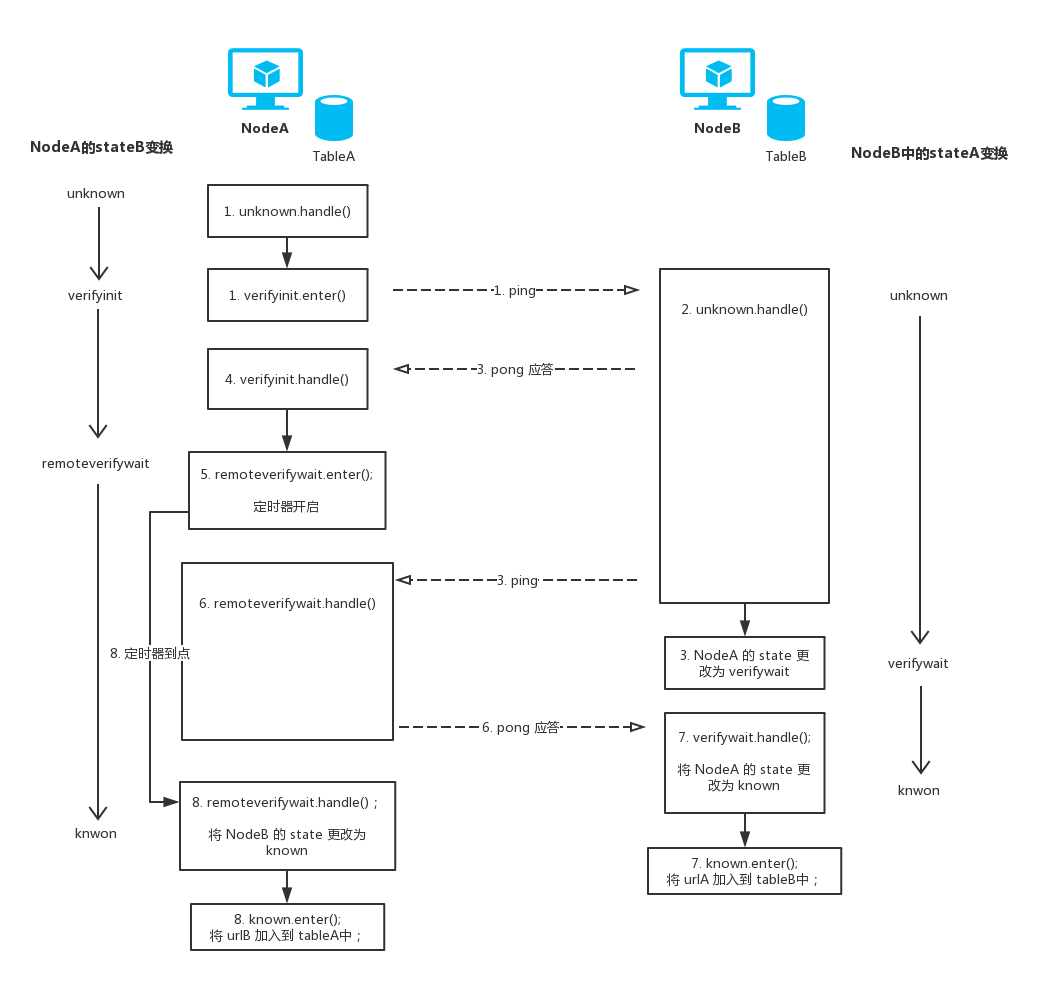 NodeA
TableA
NodeB
TableB
NodeA的stateB变换
NodeB中的stateA变换
unknown
1. unknown.handle()
verifyinit
1. verifyinit.enter()
1. ping
2. unknown.handle()
unknown
4. verifyinit.handle()
3. pong 应答
remoteverifywait
5. remoteverifywait.enter();
定时器开启
3. ping
6. remoteverifywait.handle()
8. 定时器到点
3. NodeA 的 state 更
改为 verifywait
verifywait
6. pong 应答
7. verifywait.handle();
将 NodeA 的 state 更
改为 known
knwon
8. remoteverifywait.handle() ;
将 NodeB 的 state 更改为
known
knwon
7. known.enter();
将 urlA 加入到 tableB中 ;
8. known.enter();
将 urlB 加入到 tableA中 ;